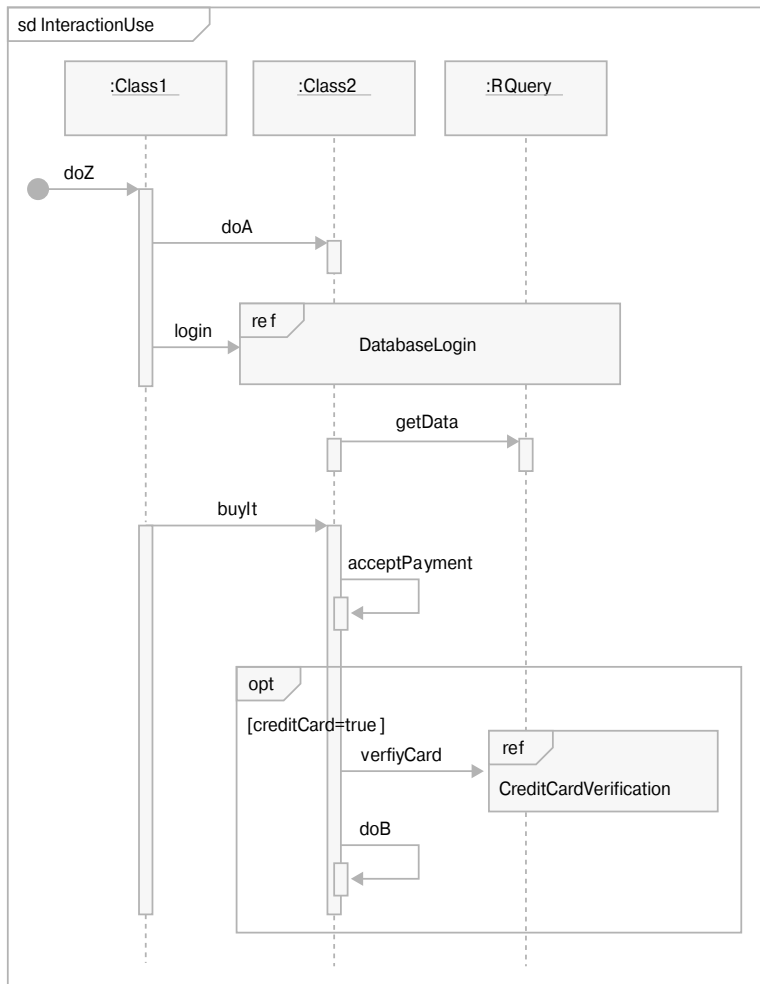 sd InteractionUse
:Class1
:Class2
:RQuery
doZ
doA
ref
login
DatabaseLogin
getData
buyIt
acceptPayment
opt
[creditCard=true]
ref
verfiyCard
CreditCardVerification
doB